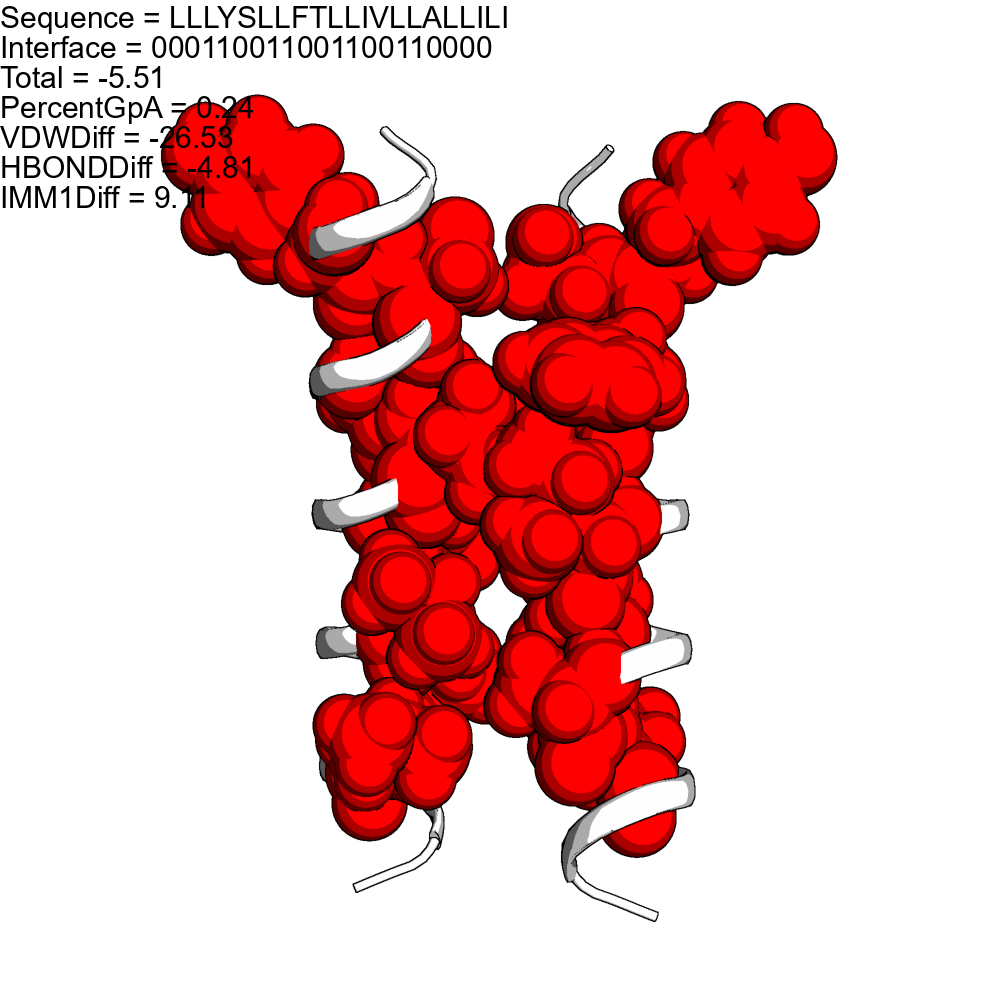 Sequence = LLLYSLLFTLLIVLLALLILI
Interface = 000110011001100110000
Total = -5.51
PercentGpA = 0.24
VDWDiff = -26.53
HBONDDiff = -4.81
IMM1Diff = 9.11